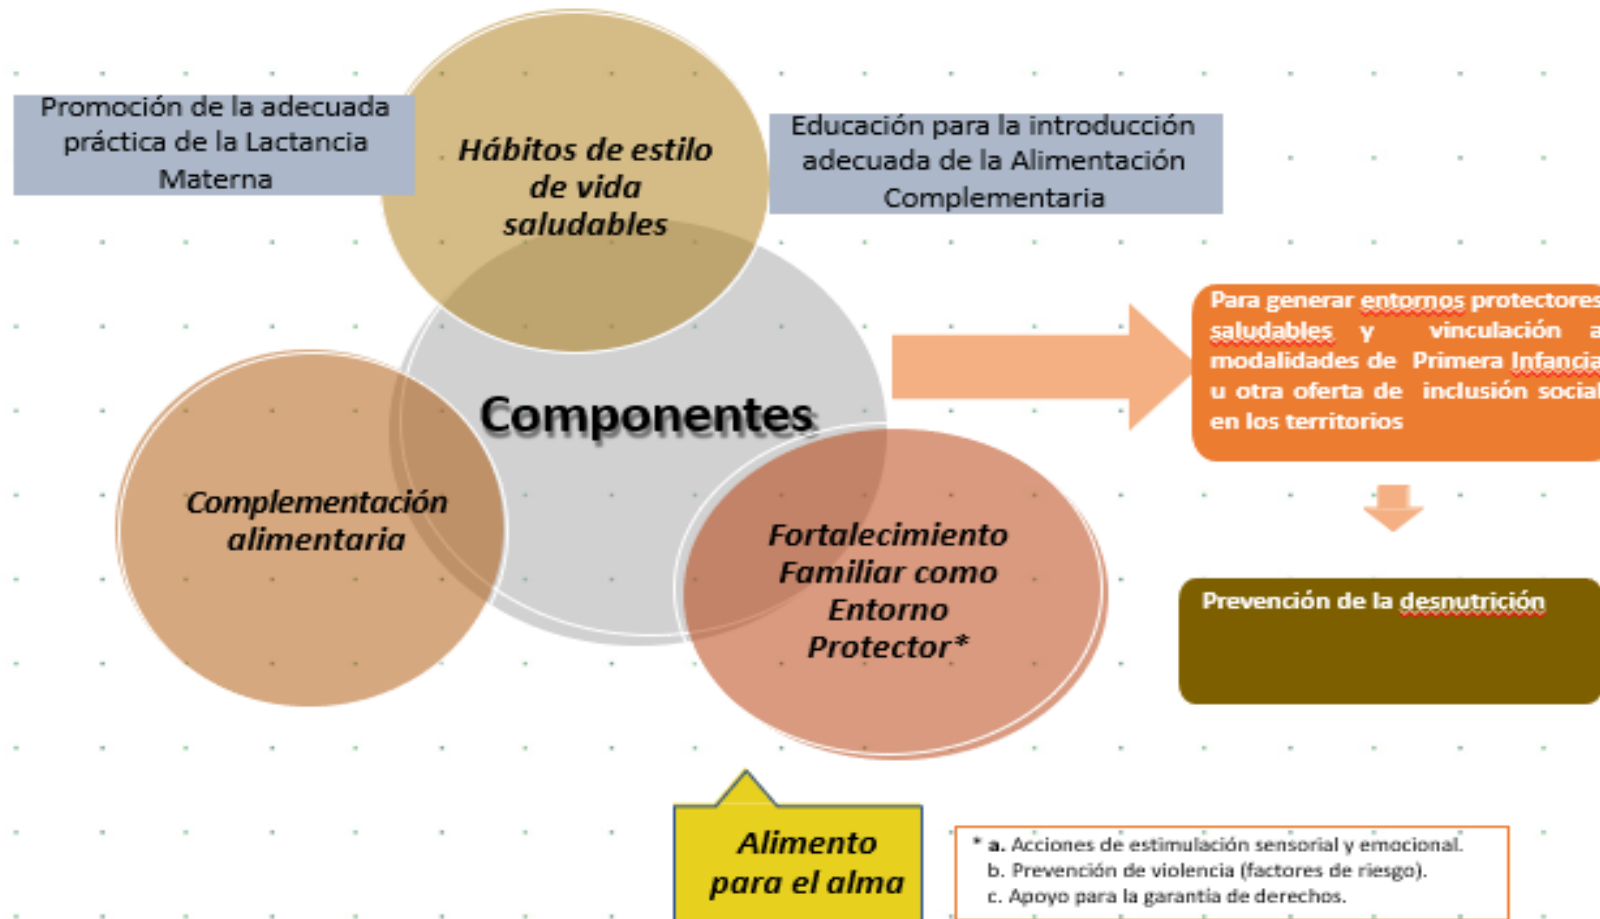 Promoción de la adecuada
práctica de la Lactancia
Materna
Hábitos de estilo
de vida
saludables
Educación para la introducción
adecuada de la Alimentación
Complementaria
Componentes
Para generar entornos protectores
saludables y vinculación a
modalidades de Primera Infancia
u otra oferta de inclusión social
en los territorios
Complementación
alimentaria
Fortalecimiento
Familiar como
Entorno
Protector*
Prevención de la desnutrición
Alimento
para el alma
* a. Acciones de estimulación sensorial y emocional.
b. Prevención de violencia (factores de riesgo).
c. Apoyo para la garantía de derechos.